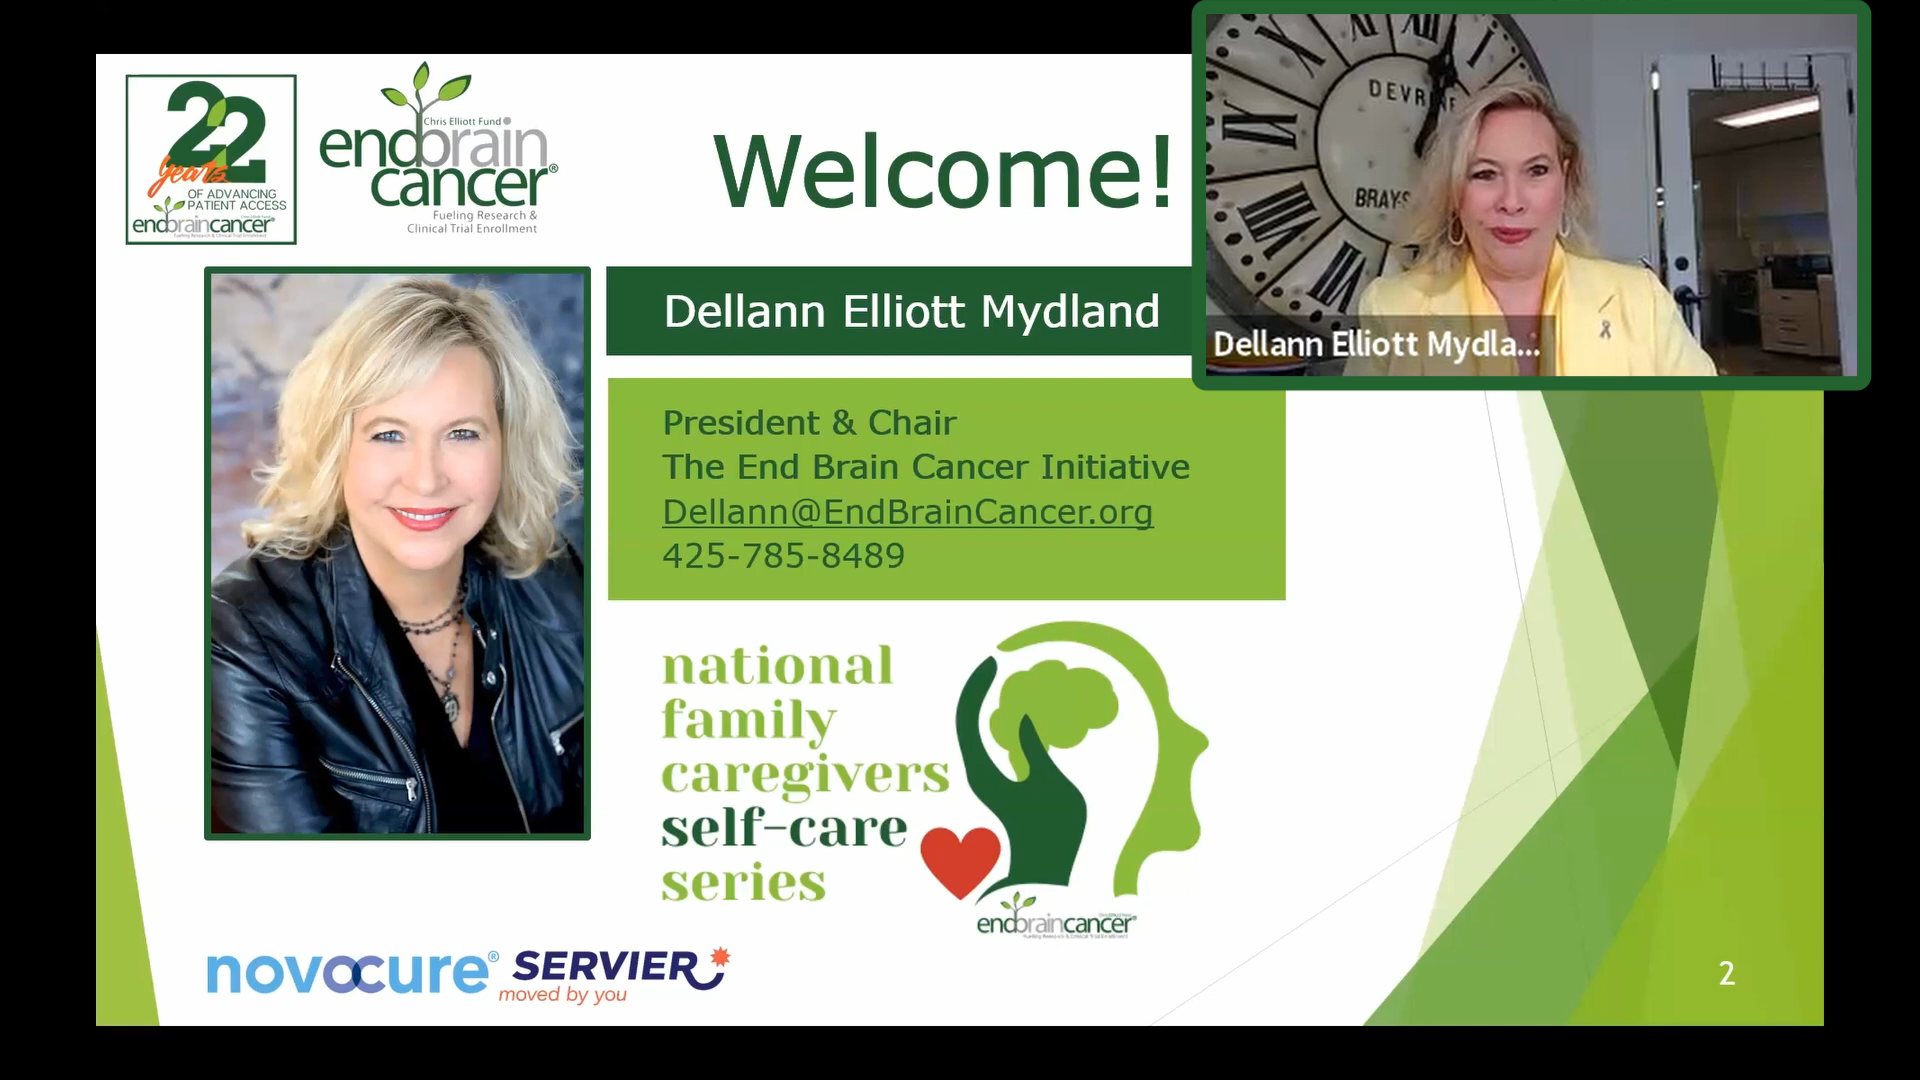 22
years
OF ADVANCING
PATIENT ACCESS
endbraincancer
Chris Elliott Fund
endbrain
cancer®
Fueling Research &
Clinical Trial Enrollment
Welcome!
Dellann Elliott Mydland
President & Chair
The End Brain Cancer Initiative
Dellann@EndBrainCancer.org
425-785-8489
DEVR
BRAYS
Dellann Elliott Mydla...
national
family
caregivers
self-care
series
endbraincancer®
novocure®
SERVIER
moved by you
2